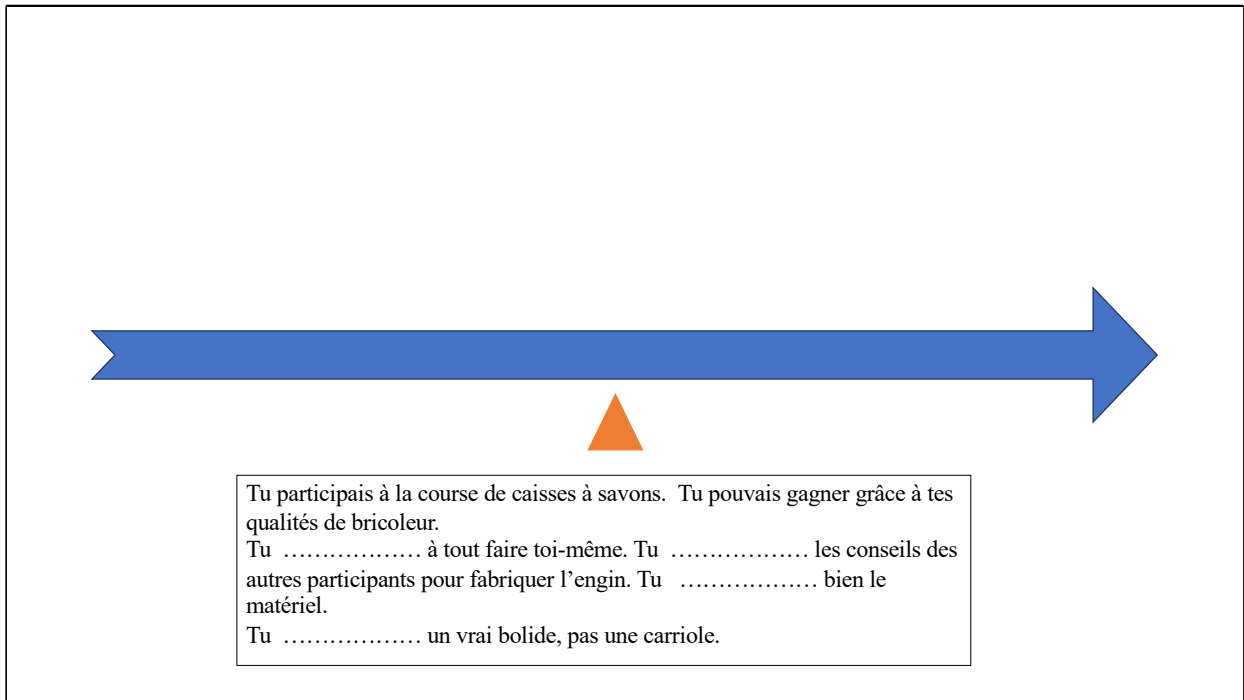 Tu participais à la course de caisses à savons.  Tu pouvais gagner grâce à tes
qualités de bricoleur.
Tu ……………… à tout faire toi-même. Tu ……………… les conseils des
autres participants pour fabriquer l’engin. Tu ……………… bien le
matériel.
Tu ……………… un vrai bolide, pas une carriole.